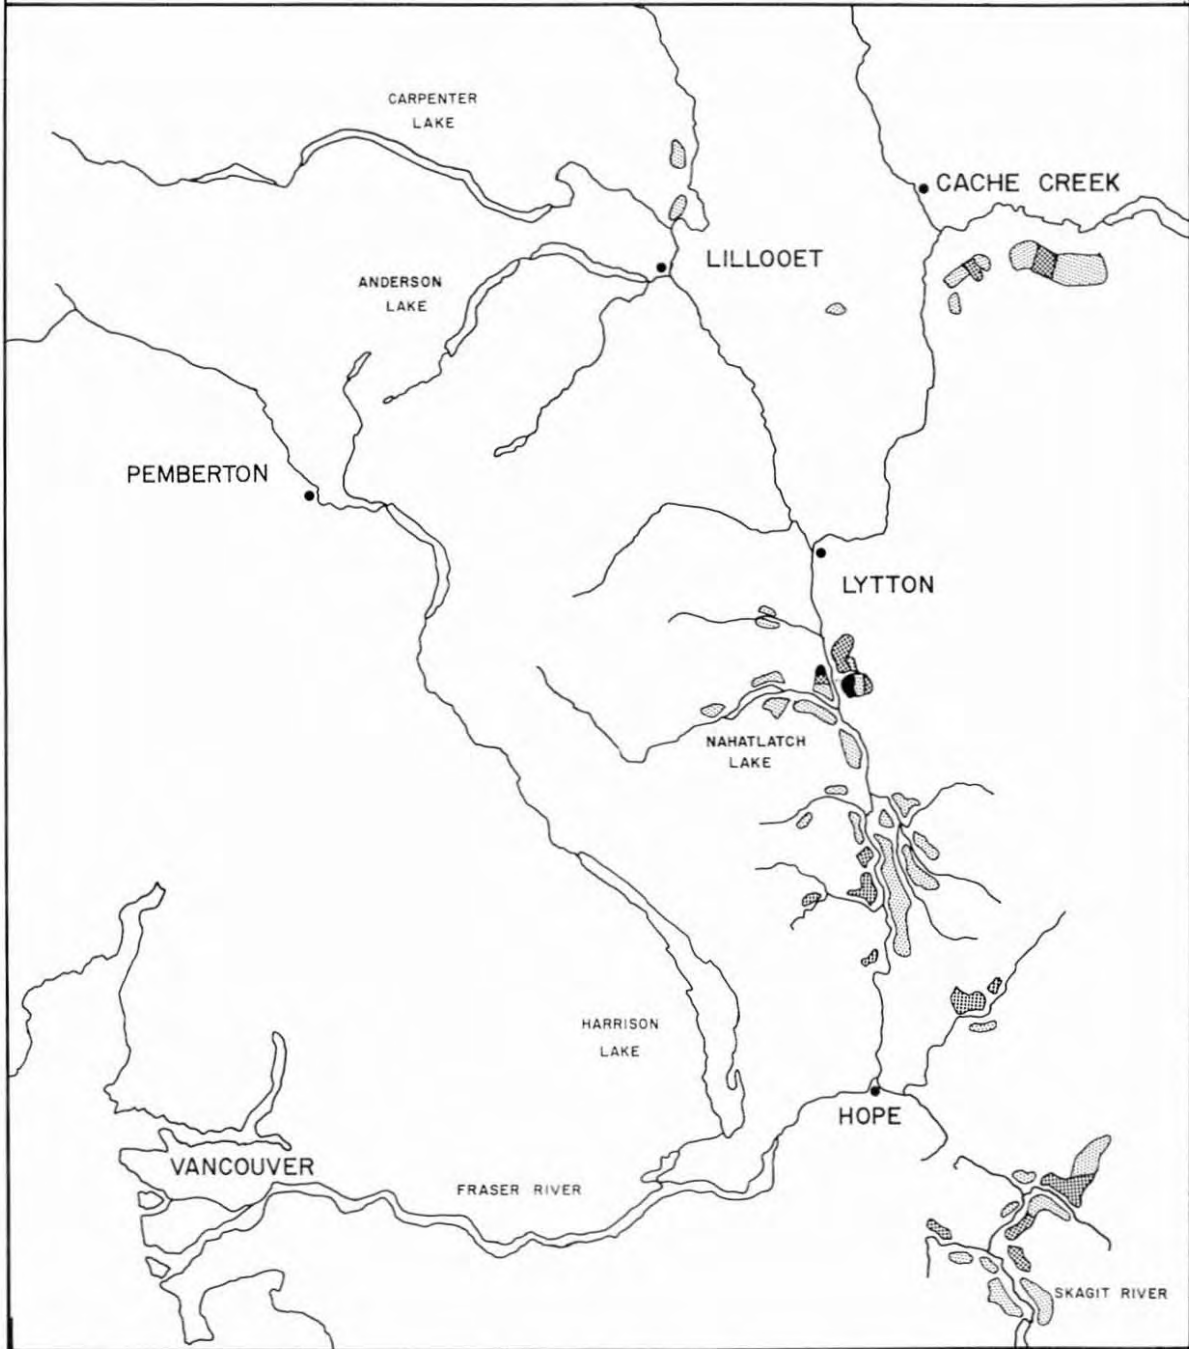 CARPENTER
LAKE
CACHE CREEK
LILLOOET
ANDERSON
LAKE
PEMBERTON
LYTTON
NAHATLATCH
LAKE
HARRISON
LAKE
HOPE
VANCOUVER
FRASER RIVER
SKAGIT RIVER